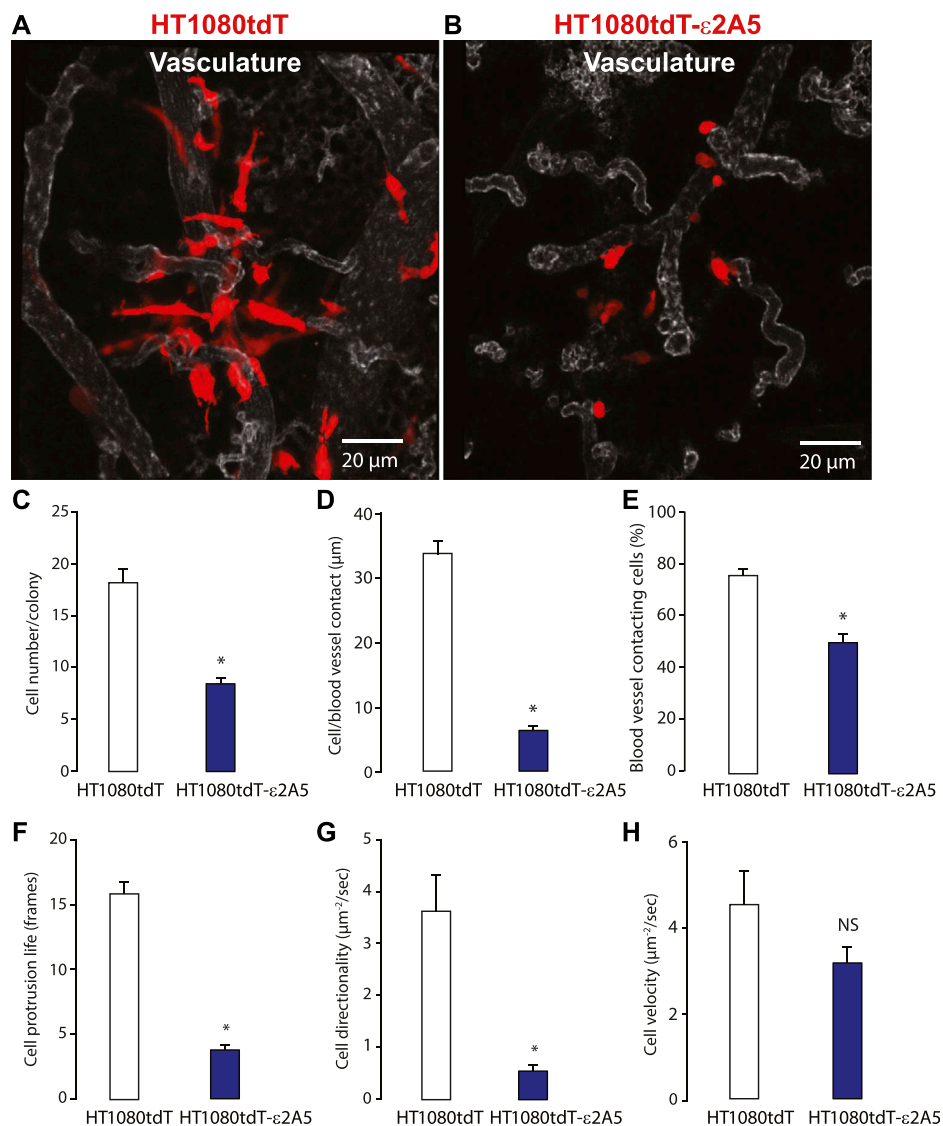 A HT1080tdT
Vasculature
20 µm
B HT1080tdT-ε2A5
Vasculature
20 µm
C
Cell number/colony
25
20
15
10
5
0
*
HT1080tdT HT1080tdT-ε2A5
D
Cell/blood vessel contact (µm)
40
30
20
10
0
*
HT1080tdT HT1080tdT-ε2A5
E
Blood vessel contacting cells (%)
100
80
60
40
20
0
*
HT1080tdT HT1080tdT-ε2A5
F
Cell protrusion life (frames)
20
15
10
5
0
*
HT1080tdT HT1080tdT-ε2A5
G
Cell directionality (µm⁻²/sec)
5
4
3
2
1
0
*
HT1080tdT HT1080tdT-ε2A5
H
Cell velocity (µm⁻²/sec)
6
4
2
0
NS
HT1080tdT HT1080tdT-ε2A5